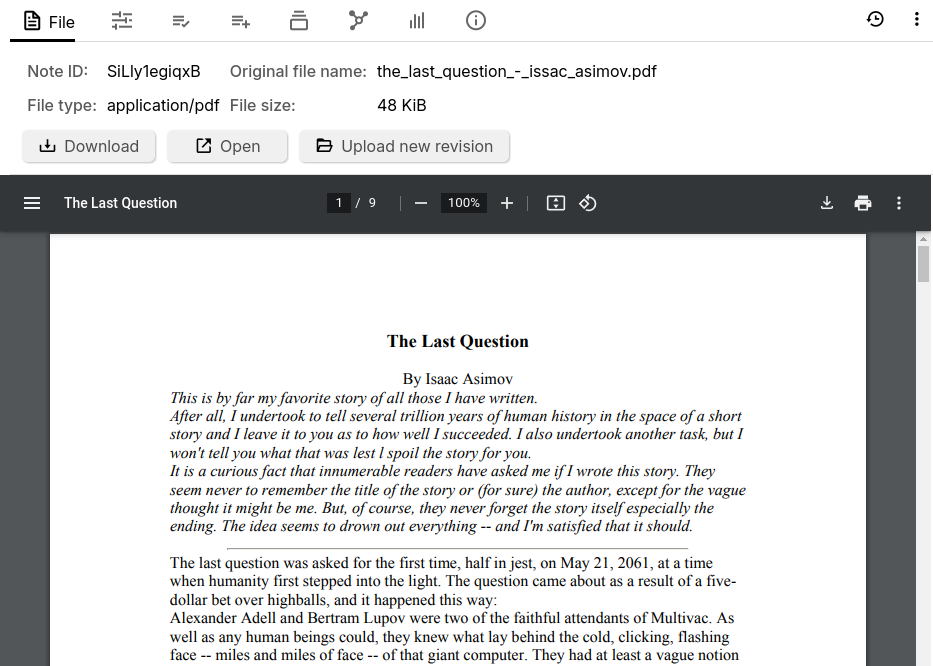 File
Note ID: SiLly1egiqxB Original file name: the_last_question_-_issac_asimov.pdf
File type: application/pdf File size: 48 KiB
Download Open Upload new revision
The Last Question 1 / 9 100%
The Last Question
By Isaac Asimov
This is by far my favorite story of all those I have written.
After all, I undertook to tell several trillion years of human history in the space of a short
story and I leave it to you as to how well I succeeded. I also undertook another task, but I
won't tell you what that was lest l spoil the story for you.
It is a curious fact that innumerable readers have asked me if I wrote this story. They
seem never to remember the title of the story or (for sure) the author, except for the vague
thought it might be me. But, of course, they never forget the story itself especially the
ending. The idea seems to drown out everything -- and I'm satisfied that it should.
The last question was asked for the first time, half in jest, on May 21, 2061, at a time
when humanity first stepped into the light. The question came about as a result of a five-
dollar bet over highballs, and it happened this way:
Alexander Adell and Bertram Lupov were two of the faithful attendants of Multivac. As
well as any human beings could, they knew what lay behind the cold, clicking, flashing
face -- miles and miles of face -- of that giant computer. They had at least a vague notion